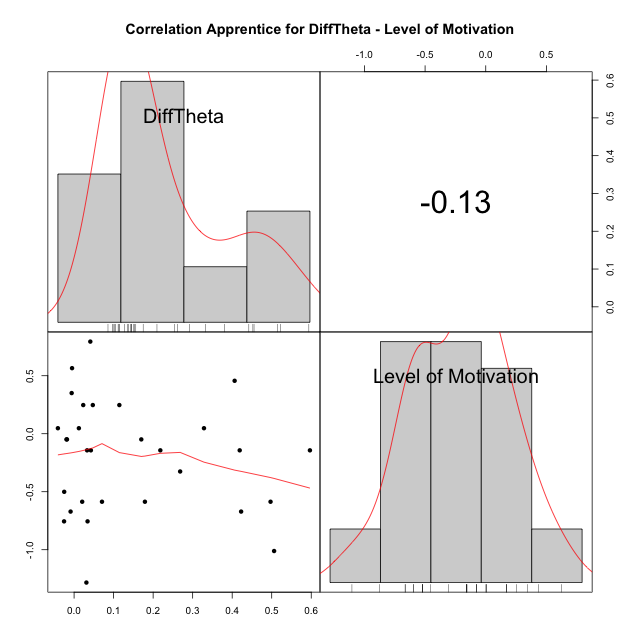 Correlation Apprentice for DiffTheta - Level of Motivation
-1.0 -0.5 0.0 0.5
DiffTheta
-0.13
0.0 0.1 0.2 0.3 0.4 0.5 0.6
Level of Motivation
-1.0 -0.5 0.0 0.5
0.0 0.1 0.2 0.3 0.4 0.5 0.6